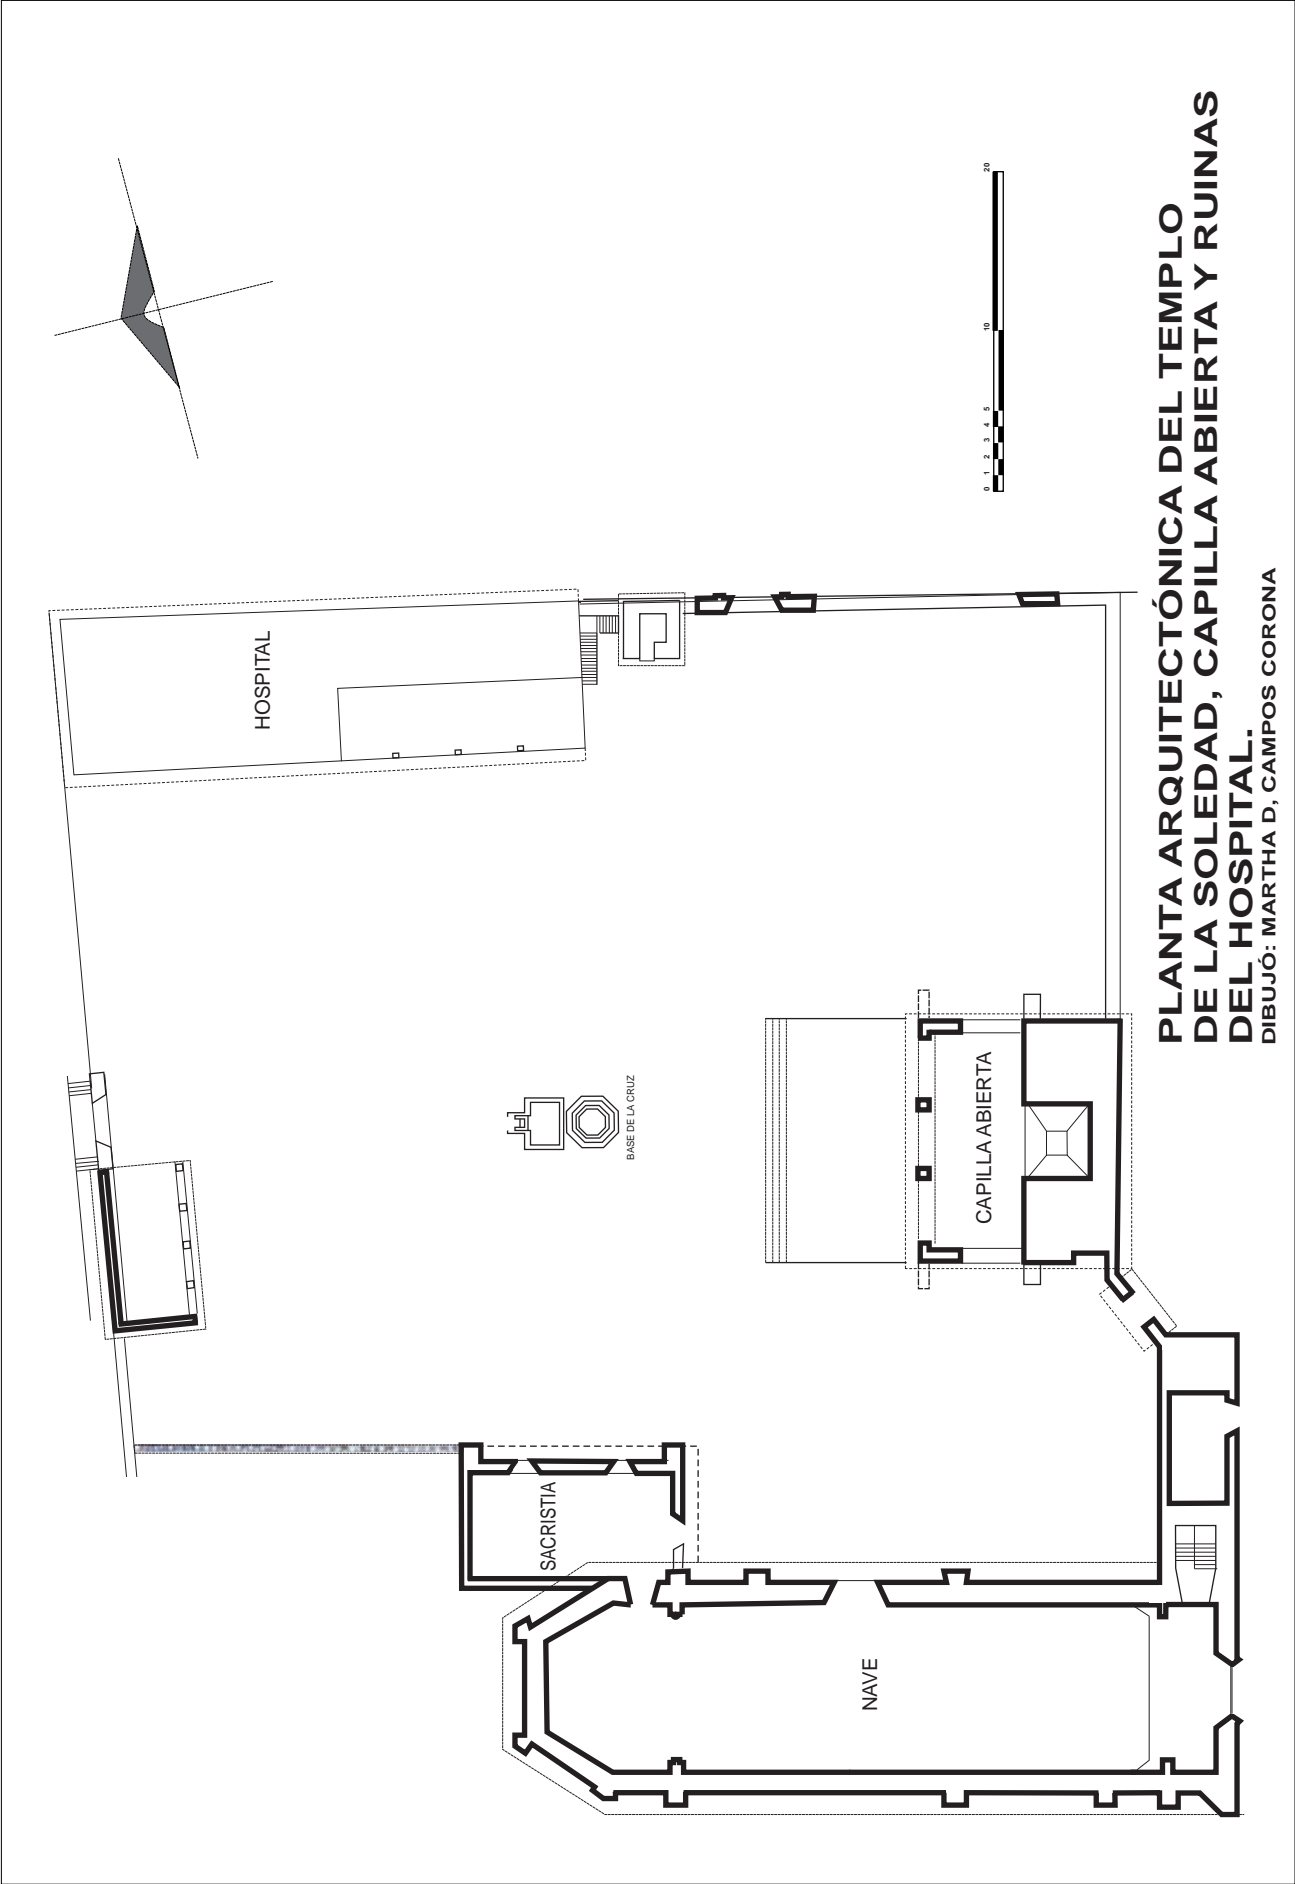 HOSPITAL
SACRISTIA
BASE DE LA CRUZ
NAVE
CAPILLA ABIERTA
0 1 2 3 4 5 10 20
PLANTA ARQUITECTÓNICA DEL TEMPLO
DE LA SOLEDAD, CAPILLA ABIERTA Y RUINAS
DEL HOSPITAL.
DIBUJÓ: MARTHA D, CAMPOS CORONA